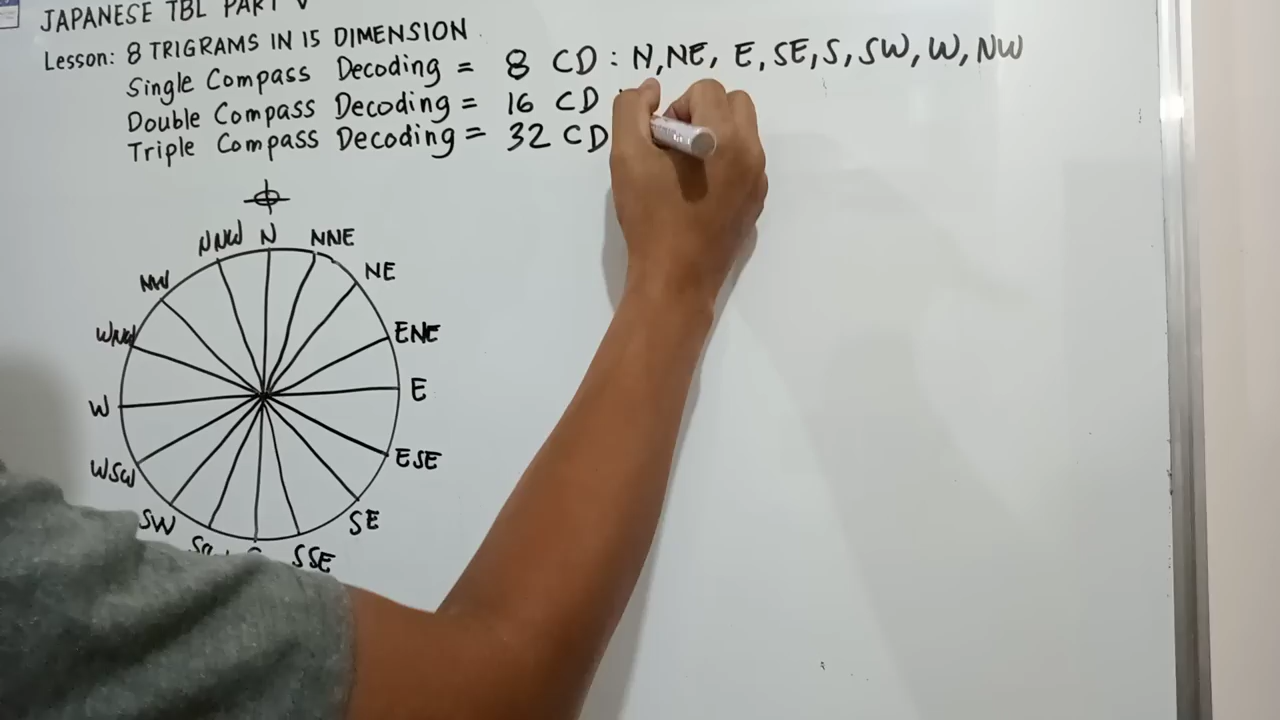 JAPANESE TBL PART V
Lesson: 8 TRIGRAMS IN 15 DIMENSION
Single Compass Decoding = 8 CD : N, NE, E, SE, S, SW, W, NW
Double Compass Decoding = 16 CD :
Triple Compass Decoding = 32 CD
NNW N NNE
NW NE
WNW ENE
W E
WSW ESE
SW SE
SSE